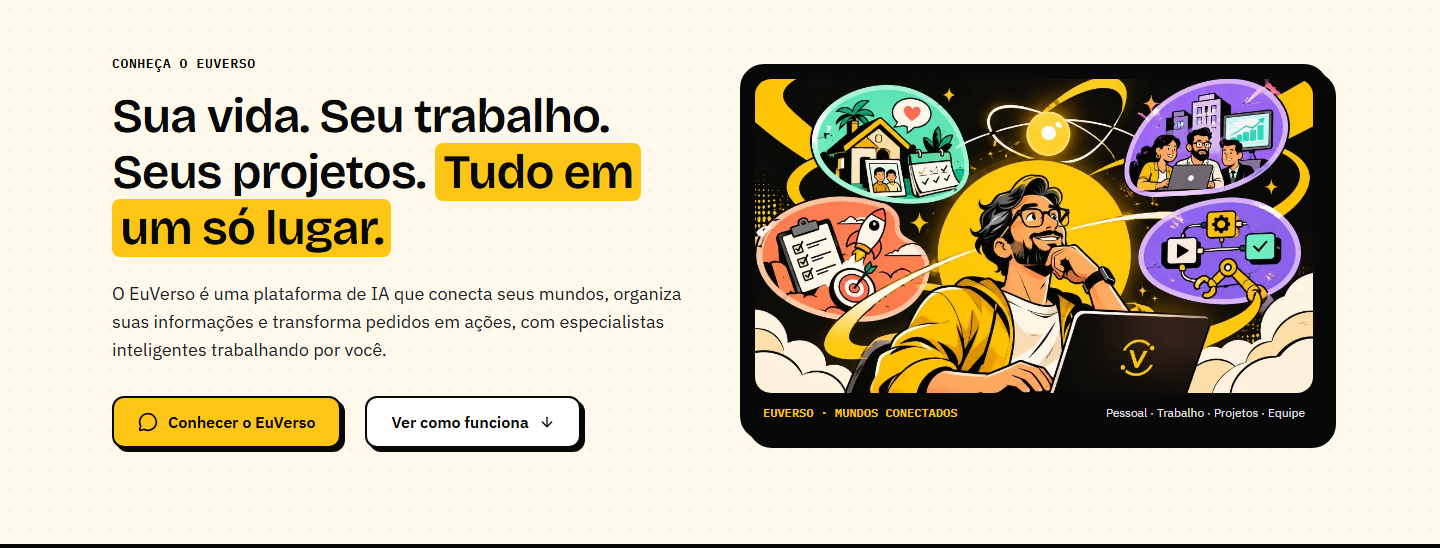 CONHEÇA O EUVERSO
Sua vida. Seu trabalho.
Seus projetos. Tudo em
um só lugar.
O EuVerso é uma plataforma de IA que conecta seus mundos, organiza
suas informações e transforma pedidos em ações, com especialistas
inteligentes trabalhando por você.
Conhecer o EuVerso
Ver como funciona ↓
V
EUVERSO · MUNDOS CONECTADOS
Pessoal · Trabalho · Projetos · Equipe